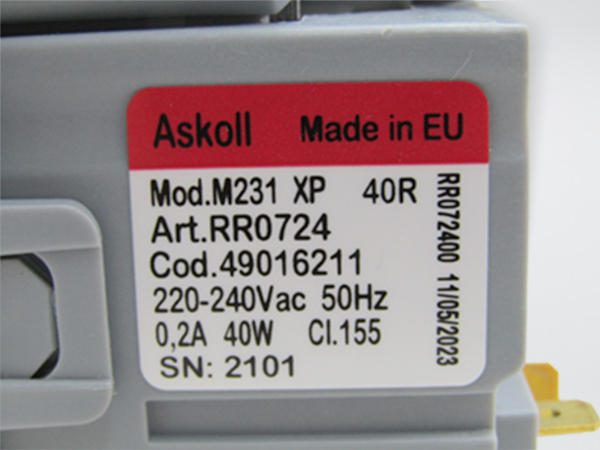 Askoll Made in EU
Mod.M231 XP 40R
Art.RR0724
Cod.49016211
220-240Vac 50Hz
0,2A 40W Cl.155
SN: 2101
RR072400 11/05/2023